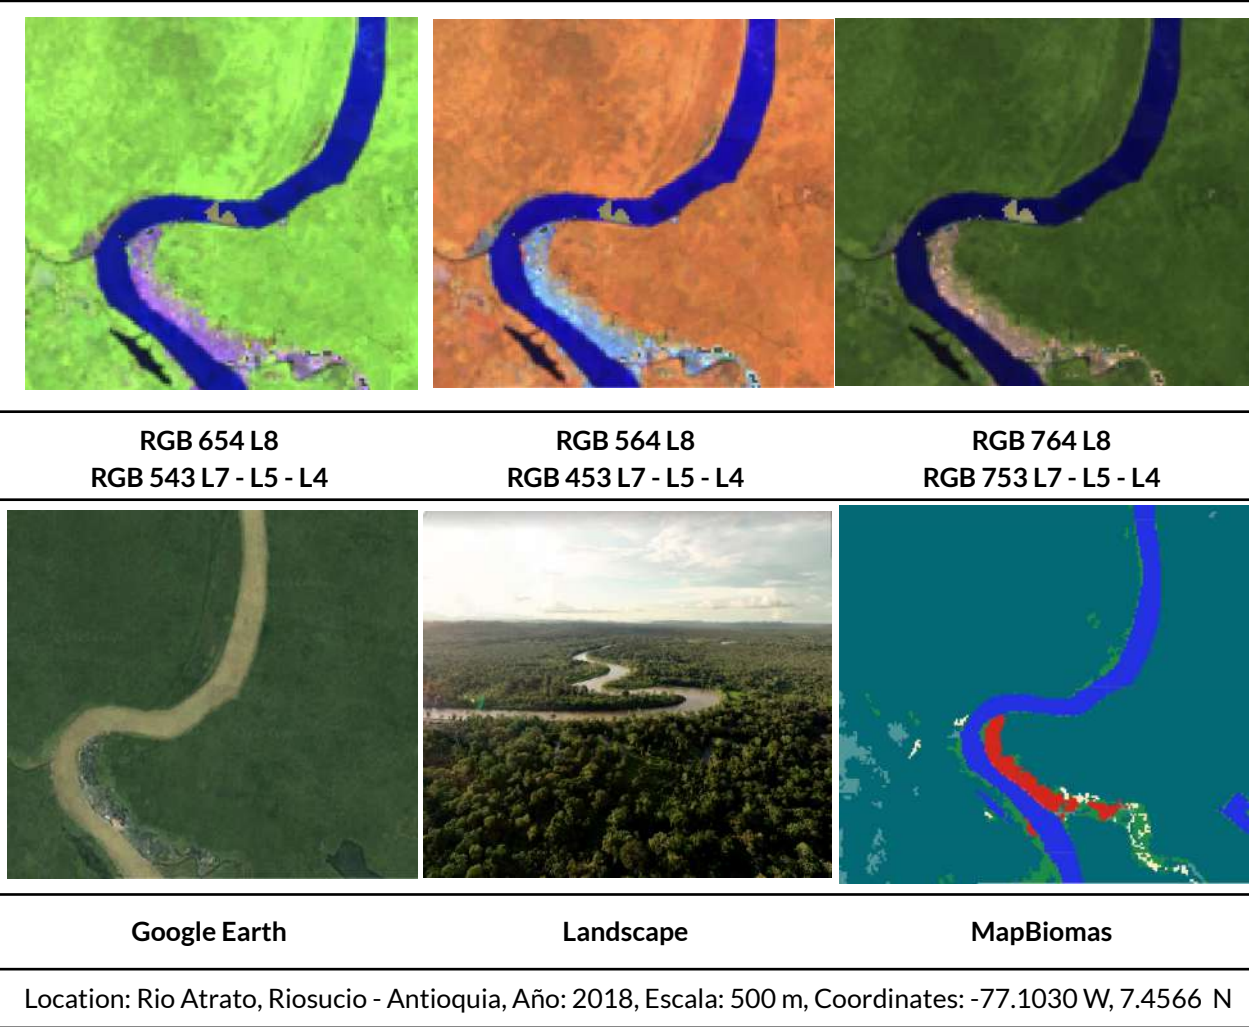 RGB 654 L8
RGB 543 L7 - L5 - L4
RGB 564 L8
RGB 453 L7 - L5 - L4
RGB 764 L8
RGB 753 L7 - L5 - L4
Google Earth
Landscape
MapBiomas
Location: Rio Atrato, Riosucio - Antioquia, Año: 2018, Escala: 500 m, Coordinates: -77.1030 W, 7.4566 N